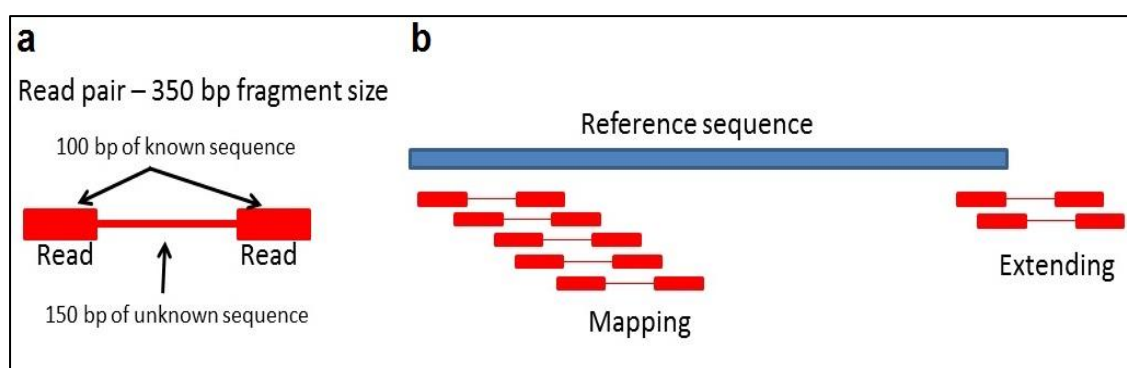 a
Read pair – 350 bp fragment size
100 bp of known sequence
Read
Read
150 bp of unknown sequence
b
Reference sequence
Mapping
Extending